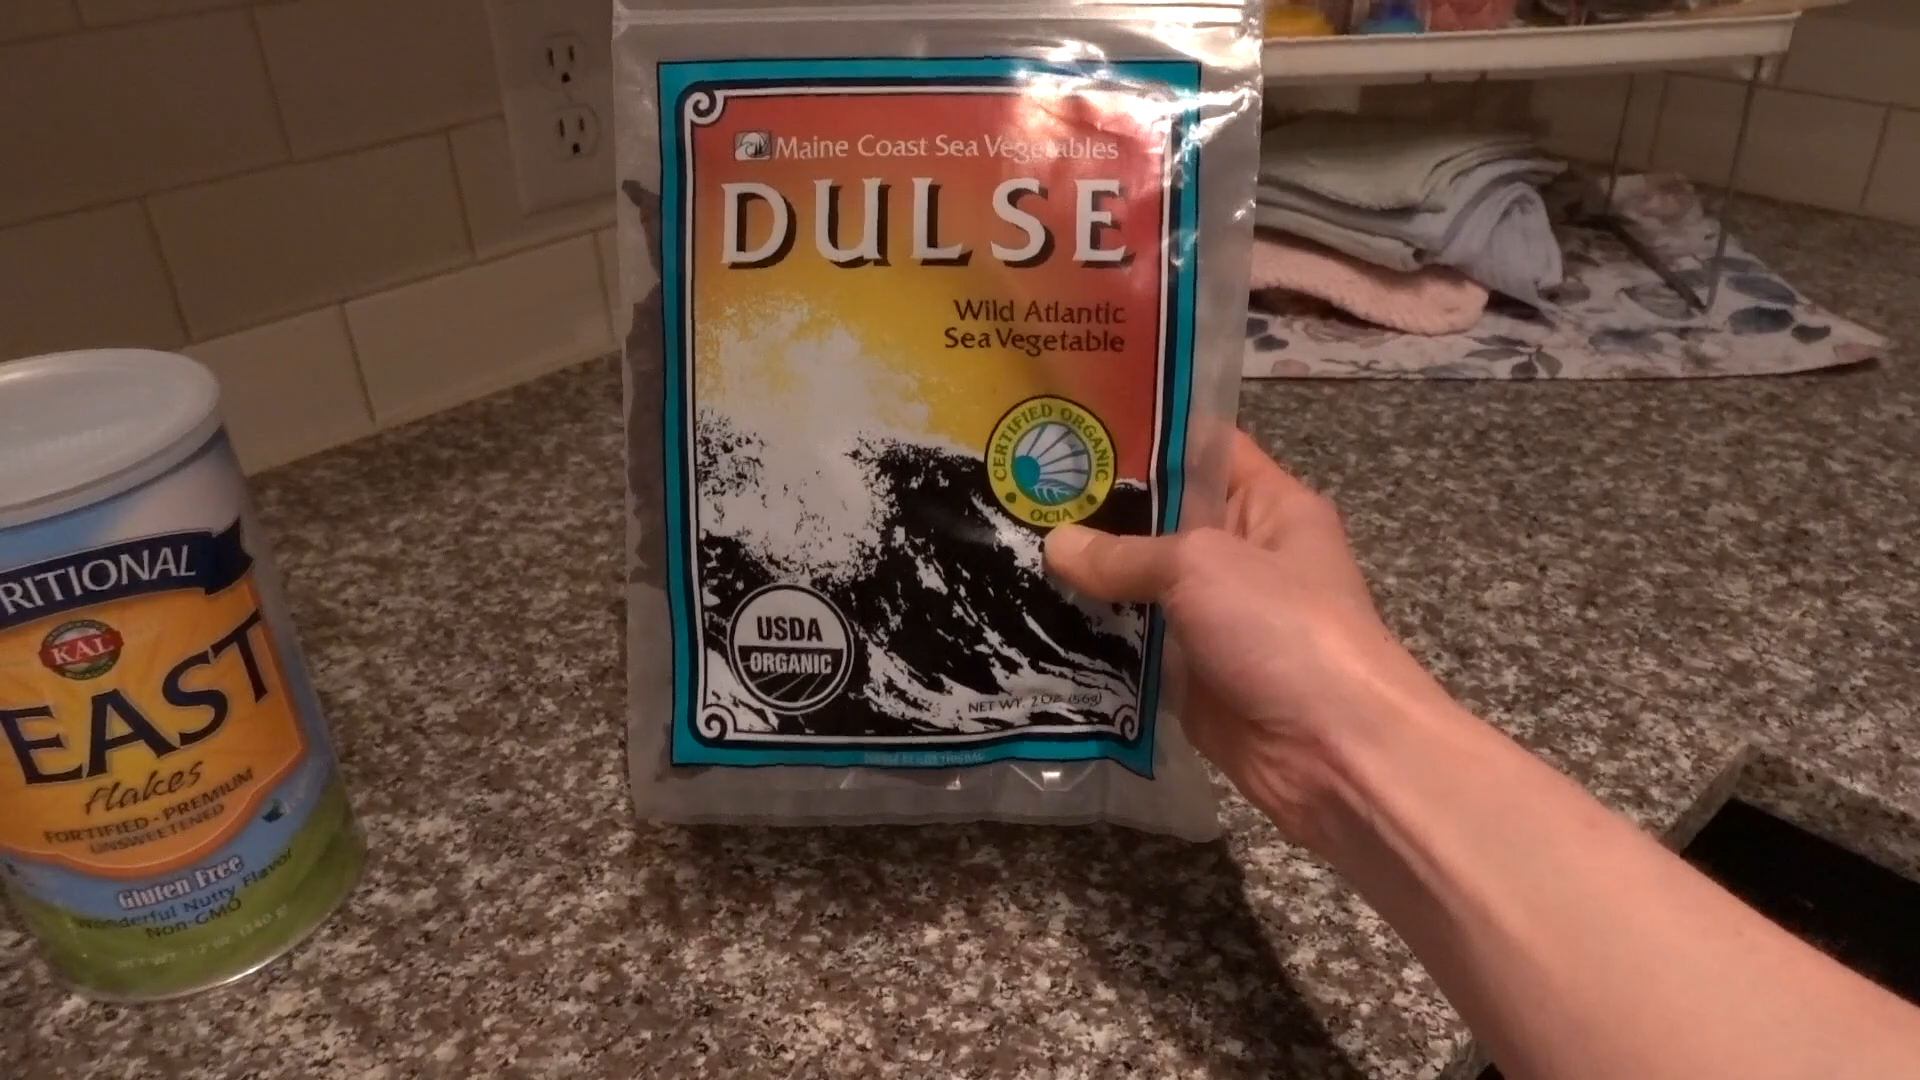 Maine Coast Sea Vegetables
DULSE
Wild Atlantic
Sea Vegetable
CERTIFIED ORGANIC
OCIA
USDA
ORGANIC
NET WT. 2 OZ. (56g)
RITIONAL
KAL
EAST
flakes
FORTIFIED - PREMIUM
UNSWEETENED
Gluten Free
Wonderful Nutty Flavor
Non-GMO